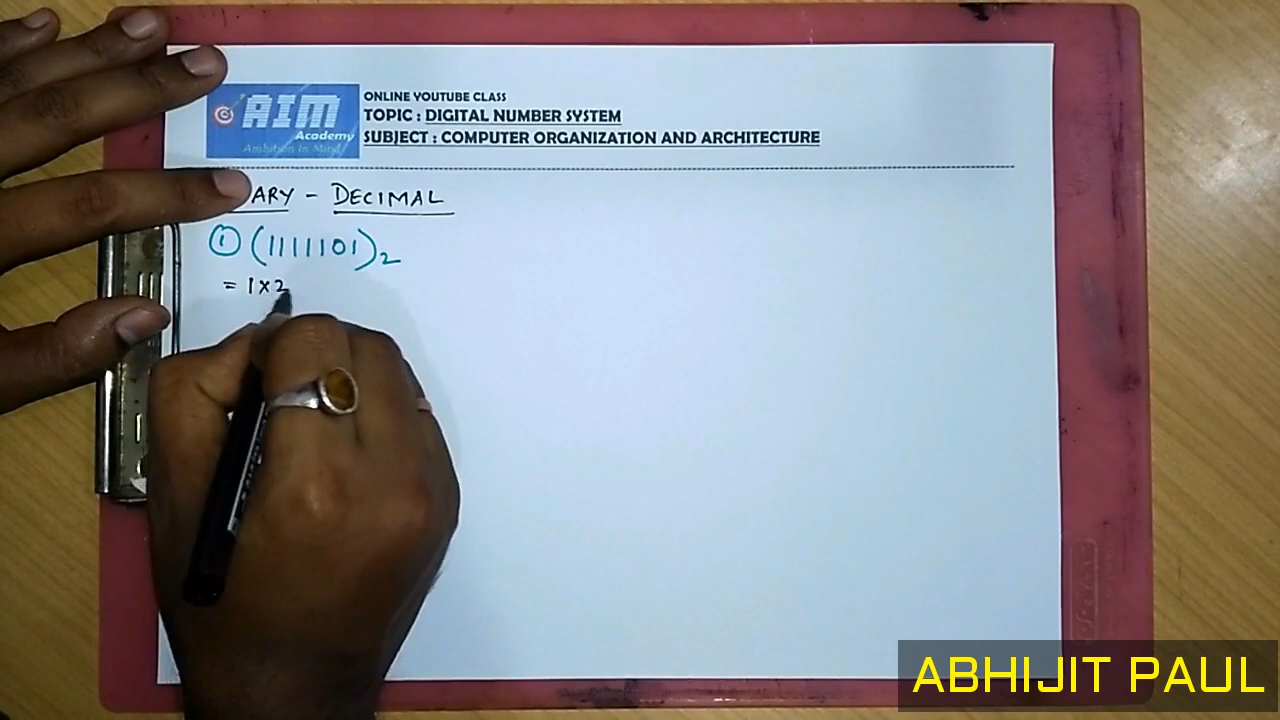 AIM
Academy
Ambition In Mind
ONLINE YOUTUBE CLASS
TOPIC : DIGITAL NUMBER SYSTEM
SUBJECT : COMPUTER ORGANIZATION AND ARCHITECTURE
ARY - DECIMAL
① (1111101)₂
= 1 × 2
ABHIJIT PAUL